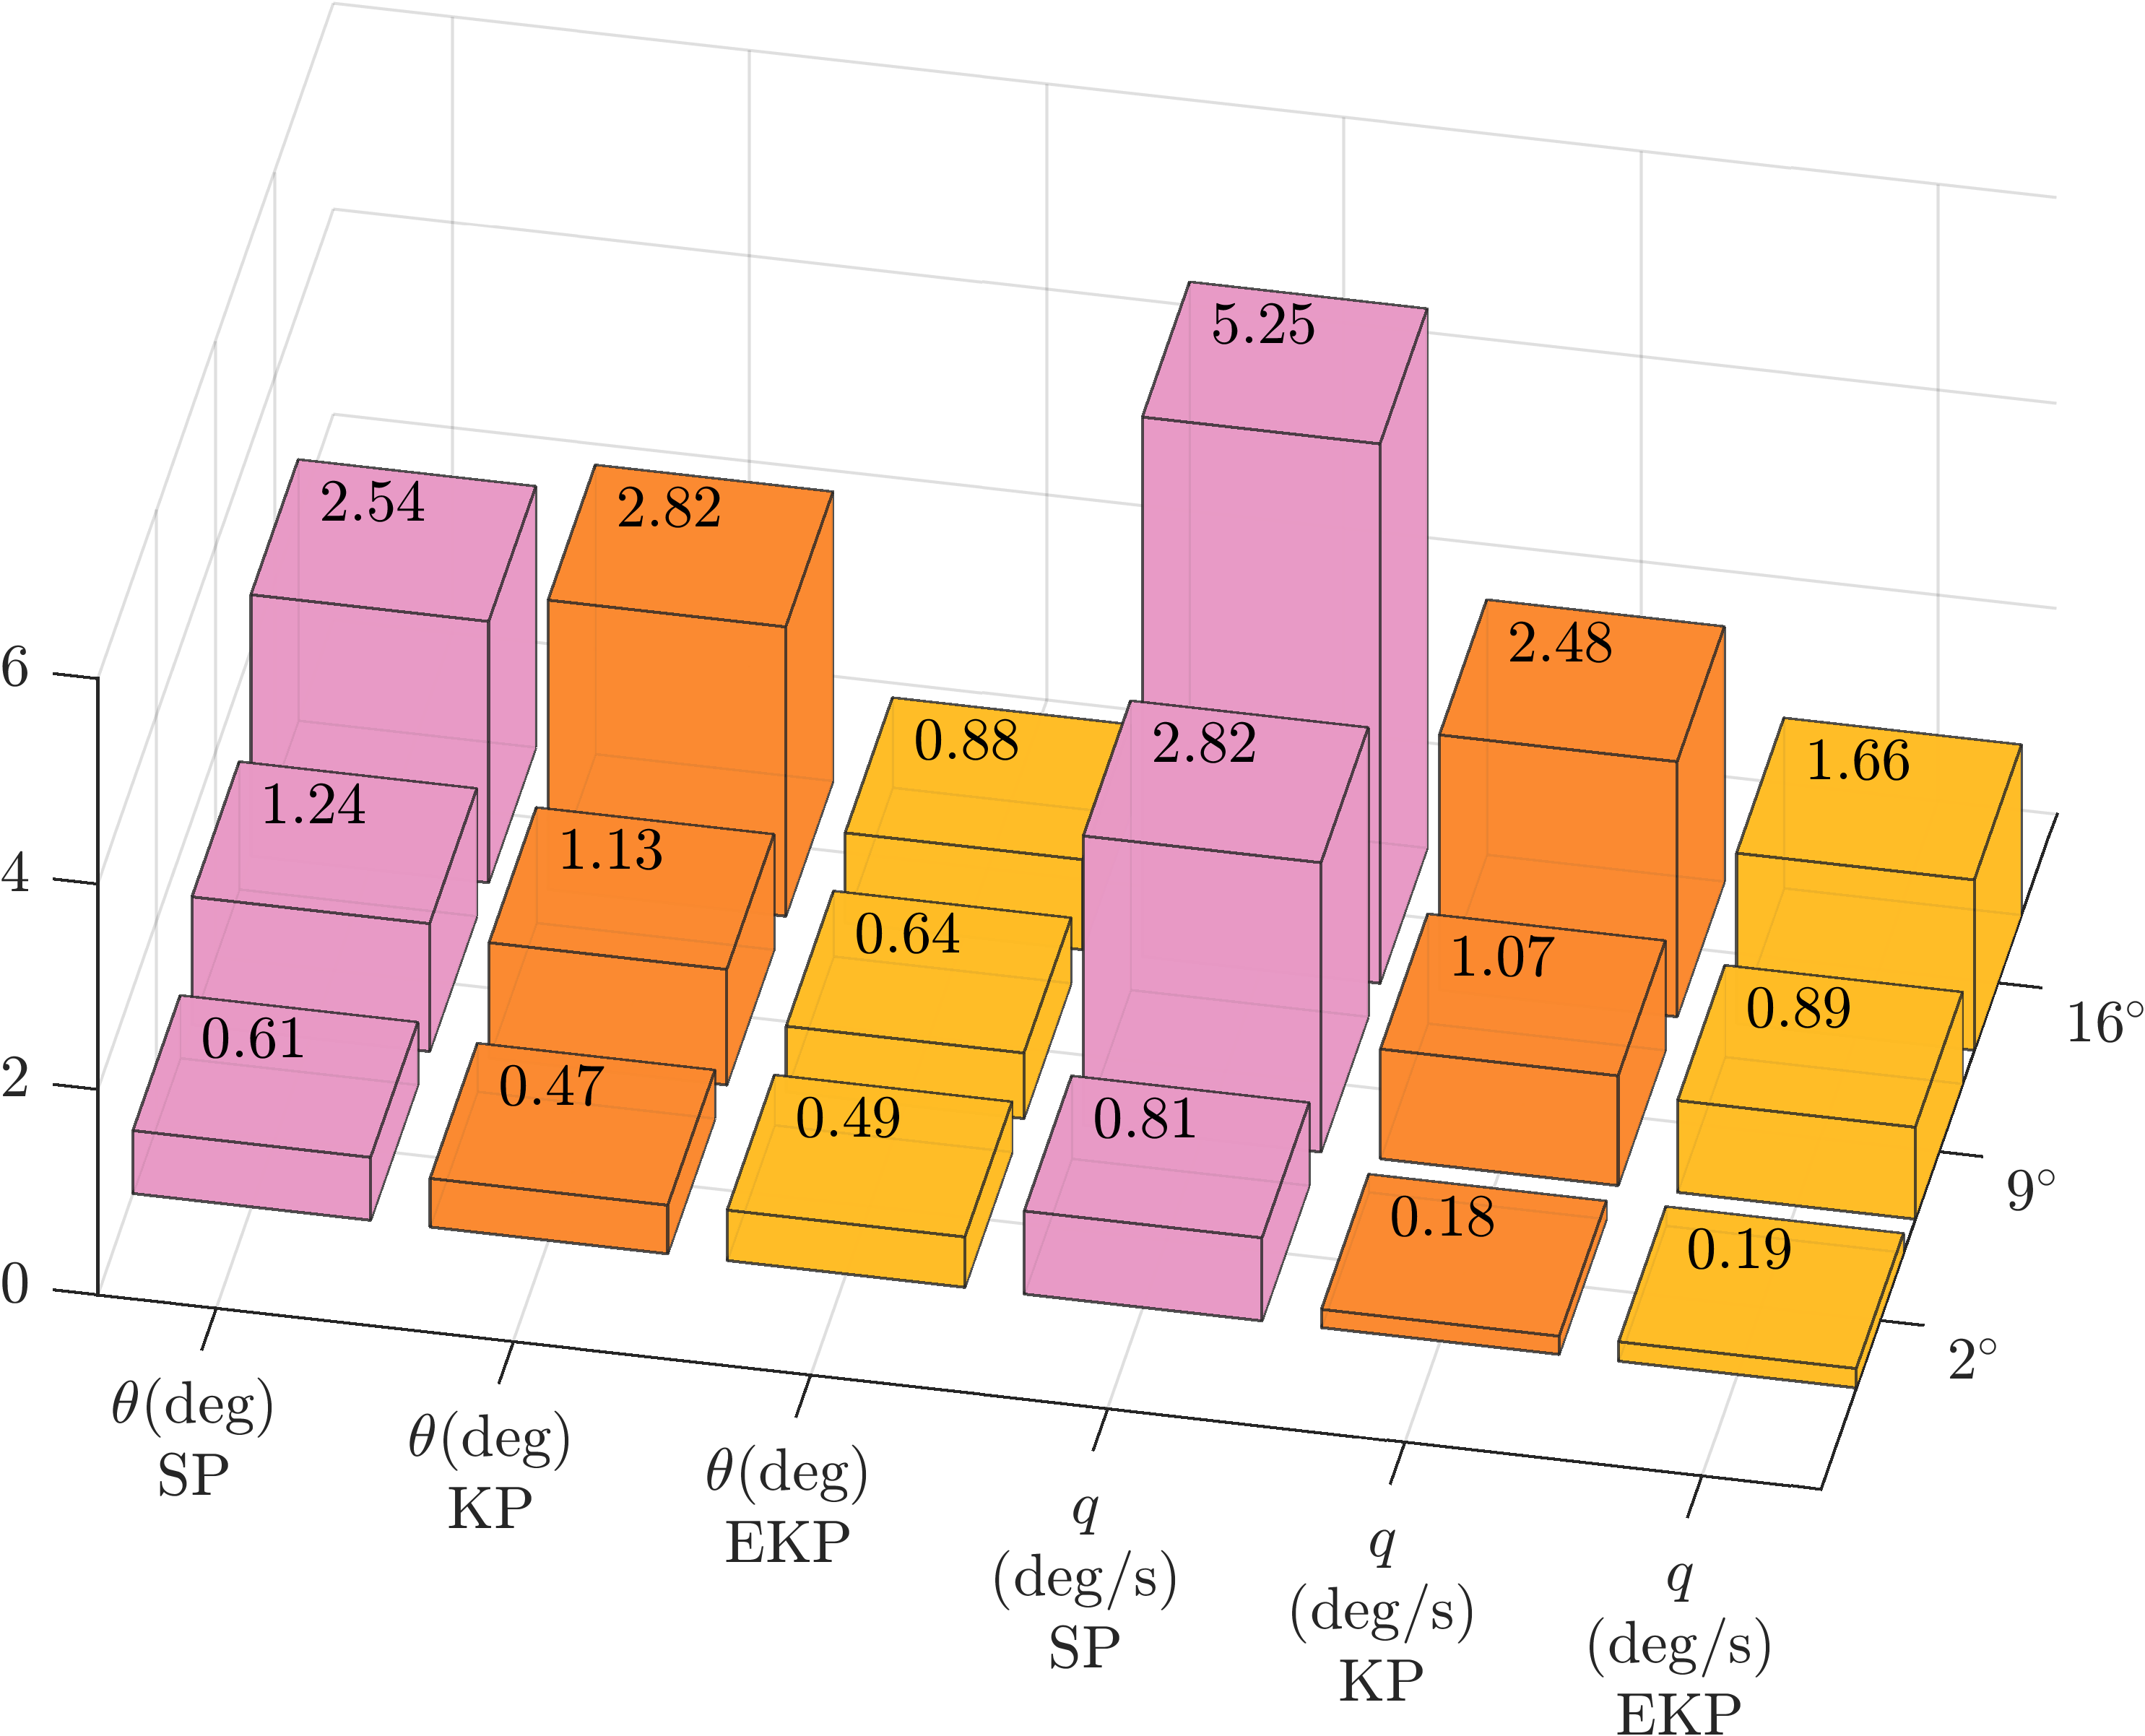 5.25
2.54
2.82
2.48
0.88
2.82
1.66
1.24
1.13
0.64
1.07
0.89
0.61
0.47
0.49
0.81
0.18
0.19
6
4
2
0
16°
9°
2°
θ(deg)
SP
θ(deg)
KP
θ(deg)
EKP
q
(deg/s)
SP
q
(deg/s)
KP
q
(deg/s)
EKP